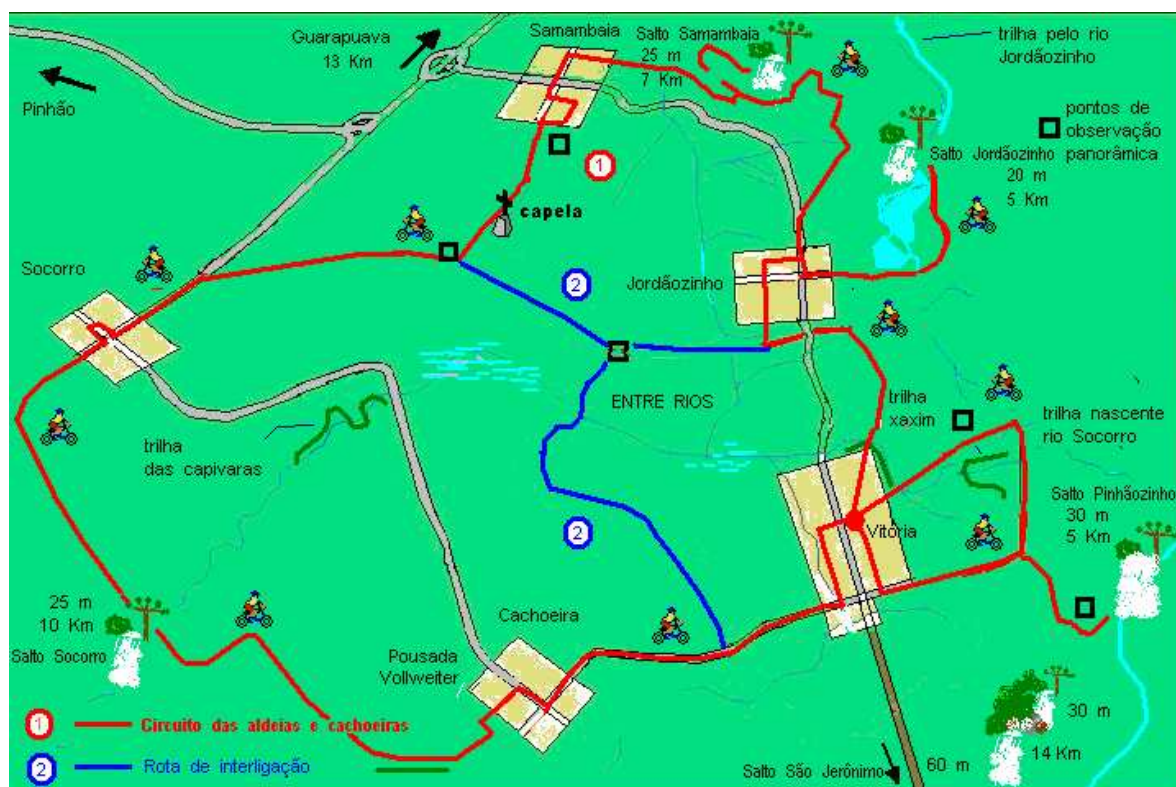 Guarapuava
13 Km
Pinhão
Samambaia
Salto Samambaia
25 m
7 Km
trilha pelo rio
Jordãozinho
pontos de
observação
panorâmica
Salto Jordãozinho
20 m
5 Km
1
capela
Socorro
2
Jordãozinho
ENTRE RIOS
trilha
xaxim
trilha nascente
rio Socorro
trilha
das capivaras
Salto Pinhãozinho
30 m
5 Km
2
Vitória
25 m
10 Km
Salto Socorro
Cachoeira
Pousada
Vollweiter
30 m
14 Km
1 Circuito das aldeias e cachoeiras
2 Rota de interligação
Salto São Jerônimo
60 m